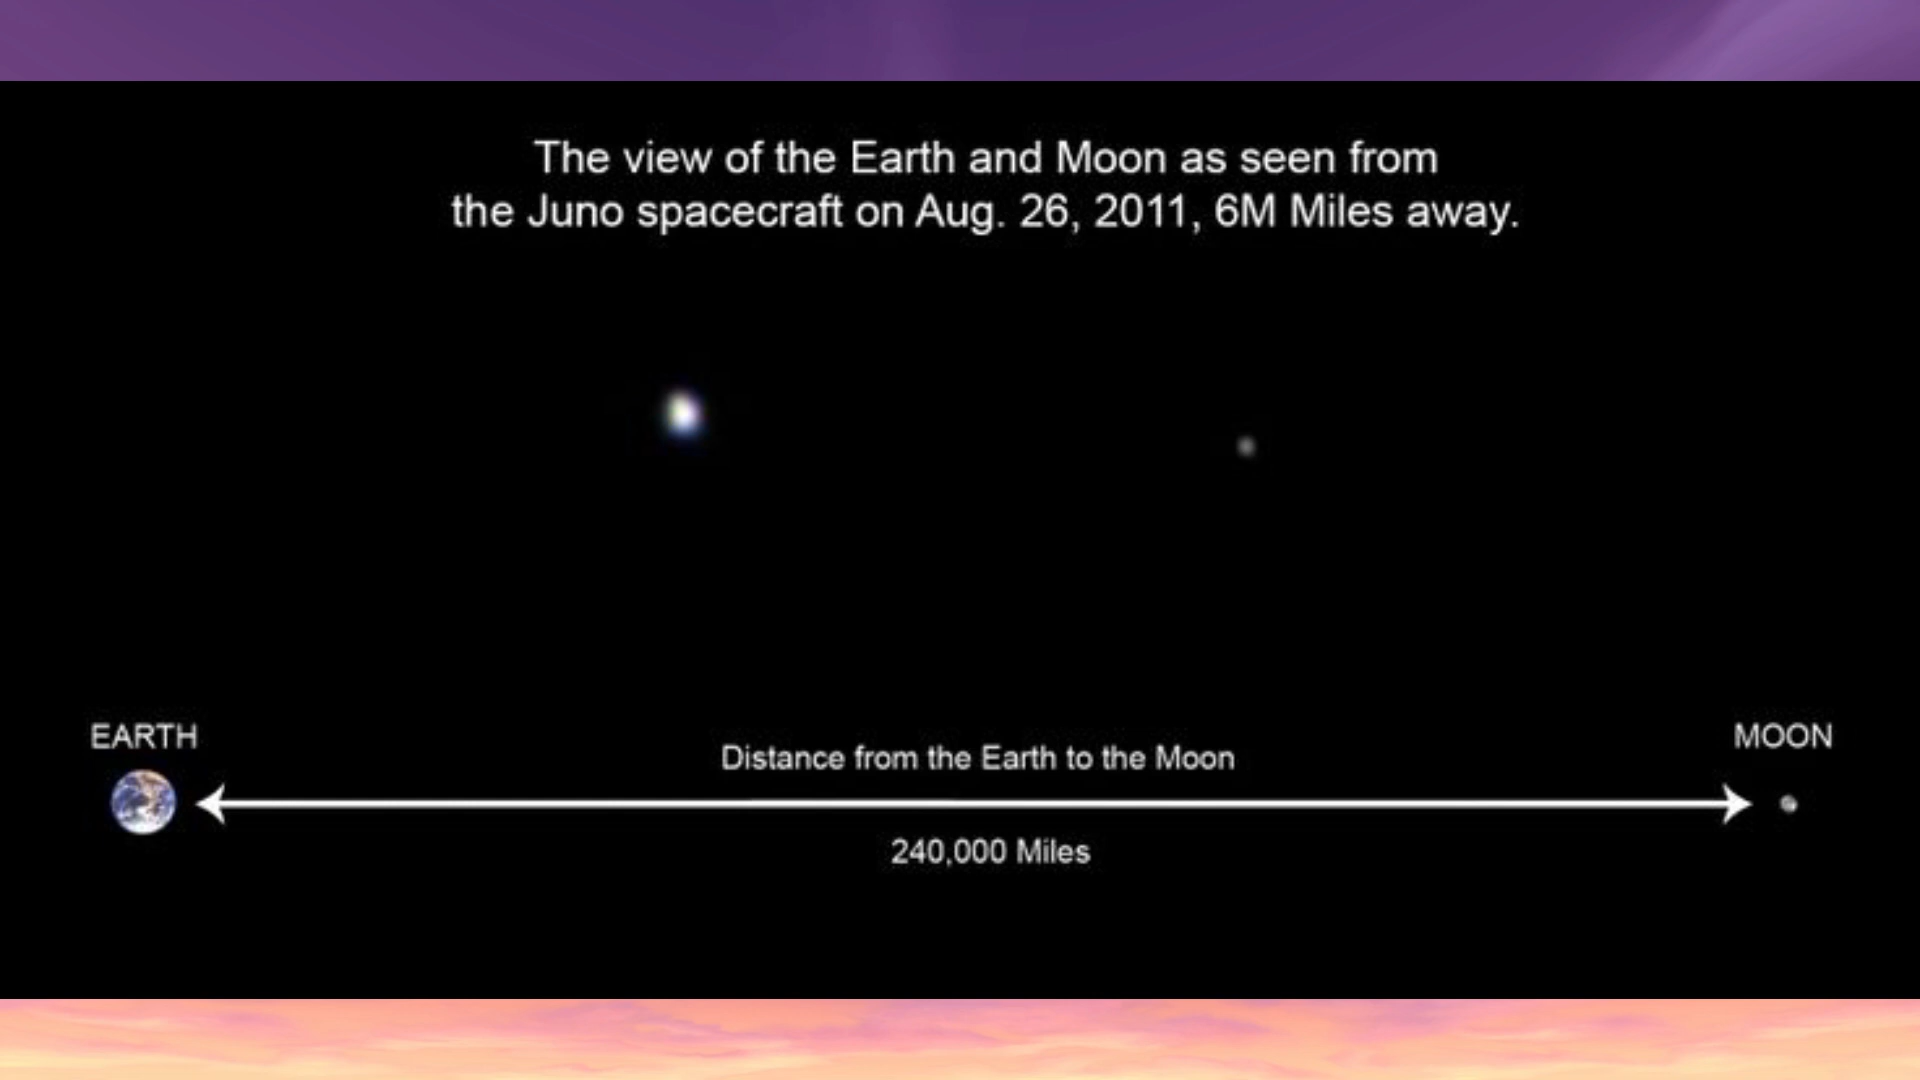 The view of the Earth and Moon as seen from
the Juno spacecraft on Aug. 26, 2011, 6M Miles away.
EARTH
MOON
Distance from the Earth to the Moon
240,000 Miles